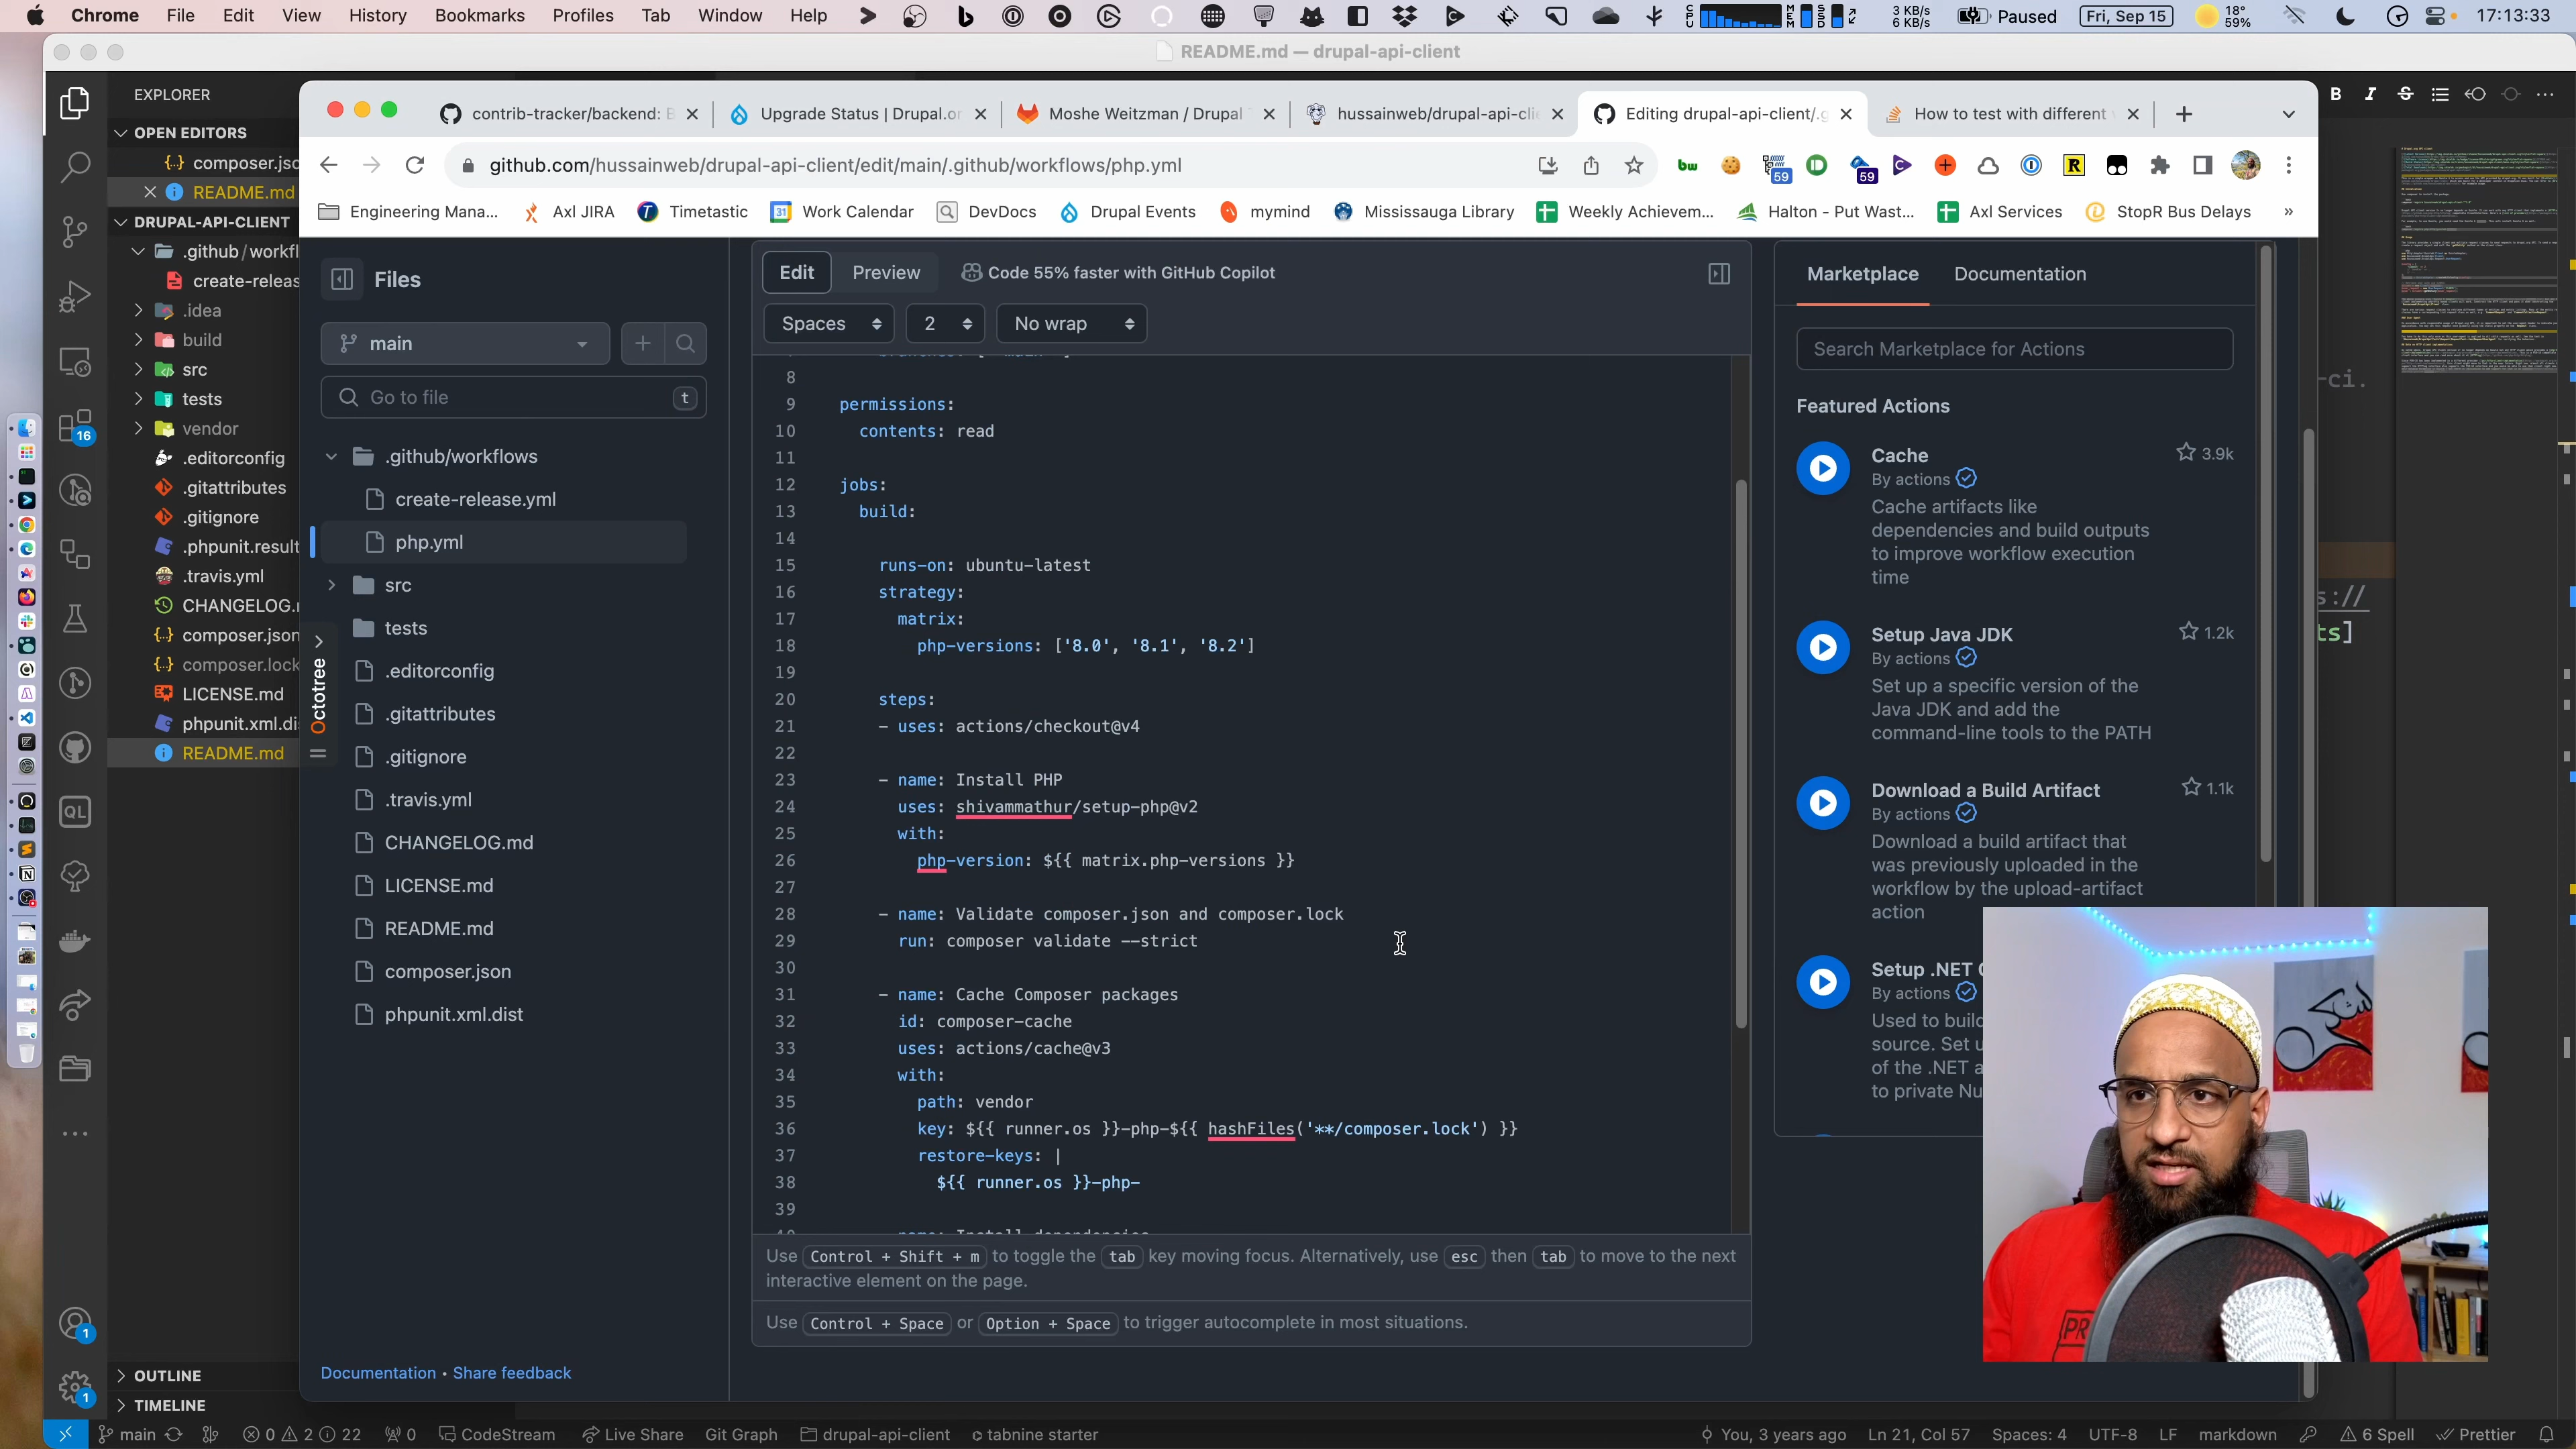 Chrome File Edit View History Bookmarks Profiles Tab Window Help
3 KB/s
6 KB/s
Paused
Fri, Sep 15
18°
59%
17:13:33
README.md — drupal-api-client
EXPLORER
OPEN EDITORS
composer.jso
README.md
DRUPAL-API-CLIENT
.github/workfl
create-releas
.idea
build
src
tests
vendor
.editorconfig
.gitattributes
.gitignore
.phpunit.result
.travis.yml
CHANGELOG.
composer.json
composer.lock
LICENSE.md
phpunit.xml.di
README.md
OUTLINE
TIMELINE
16
1
1
contrib-tracker/backend: B
Upgrade Status | Drupal.or
Moshe Weitzman / Drupal
hussainweb/drupal-api-clie
Editing drupal-api-client/.g
How to test with different
github.com/hussainweb/drupal-api-client/edit/main/.github/workflows/php.yml
59
59
Engineering Mana...
Axl JIRA
Timetastic
Work Calendar
DevDocs
Drupal Events
mymind
Mississauga Library
Weekly Achievem...
Halton - Put Wast...
Axl Services
StopR Bus Delays
»
Files
main
Go to file
t
.github/workflows
create-release.yml
php.yml
src
tests
.editorconfig
.gitattributes
.gitignore
.travis.yml
CHANGELOG.md
LICENSE.md
README.md
composer.json
phpunit.xml.dist
Octotree
Documentation • Share feedback
Edit
Preview
Code 55% faster with GitHub Copilot
Spaces
2
No wrap
8
9 permissions:
10 contents: read
11
12 jobs:
13 build:
14
15 runs-on: ubuntu-latest
16 strategy:
17 matrix:
18 php-versions: ['8.0', '8.1', '8.2']
19
20 steps:
21 - uses: actions/checkout@v4
22
23 - name: Install PHP
24 uses: shivammathur/setup-php@v2
25 with:
26 php-version: ${{ matrix.php-versions }}
27
28 - name: Validate composer.json and composer.lock
29 run: composer validate --strict
30
31 - name: Cache Composer packages
32 id: composer-cache
33 uses: actions/cache@v3
34 with:
35 path: vendor
36 key: ${{ runner.os }}-php-${{ hashFiles('**/composer.lock') }}
37 restore-keys: |
38 ${{ runner.os }}-php-
39
Use Control + Shift + m to toggle the tab key moving focus. Alternatively, use esc then tab to move to the next
interactive element on the page.
Use Control + Space or Option + Space to trigger autocomplete in most situations.
Marketplace
Documentation
Search Marketplace for Actions
Featured Actions
Cache
3.9k
By actions
Cache artifacts like
dependencies and build outputs
to improve workflow execution
time
Setup Java JDK
1.2k
By actions
Set up a specific version of the
Java JDK and add the
command-line tools to the PATH
Download a Build Artifact
1.1k
By actions
Download a build artifact that
was previously uploaded in the
workflow by the upload-artifact
action
Setup .NET
By actions
Used to build
source. Set u
of the .NET a
to private Nu
-ci.
s://
ts]
main
0 2 22
0
CodeStream
Live Share
Git Graph
drupal-api-client
tabnine starter
You, 3 years ago
Ln 21, Col 57
Spaces: 4
UTF-8
LF
markdown
6 Spell
Prettier